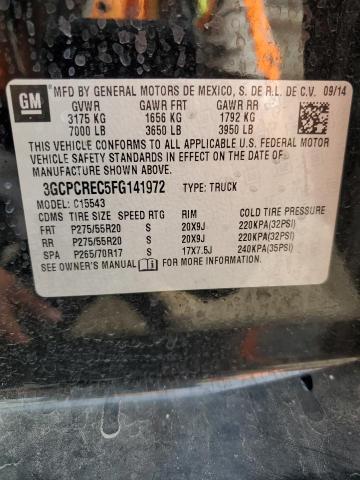 GM
MFD BY GENERAL MOTORS DE MEXICO, S. DE R.L. DE C.V. 09/14
GVWR GAWR FRT GAWR RR
3175 KG 1656 KG 1792 KG
7000 LB 3650 LB 3950 LB
THIS VEHICLE CONFORMS TO ALL APPLICABLE U.S. FEDERAL MOTOR
VEHICLE SAFETY STANDARDS IN EFFECT ON THE DATE OF
MANUFACTURE SHOWN ABOVE.
3GCPCREC5FG141972 TYPE: TRUCK
MODEL: C15543
CDMS TIRE SIZE SPEED RTG RIM COLD TIRE PRESSURE
FRT P275/55R20 S 20X9J 220KPA(32PSI)
RR P275/55R20 S 20X9J 220KPA(32PSI)
SPA P265/70R17 S 17X7.5J 240KPA(35PSI)
SEE OWNER'S MANUAL FOR MORE INFORMATION.